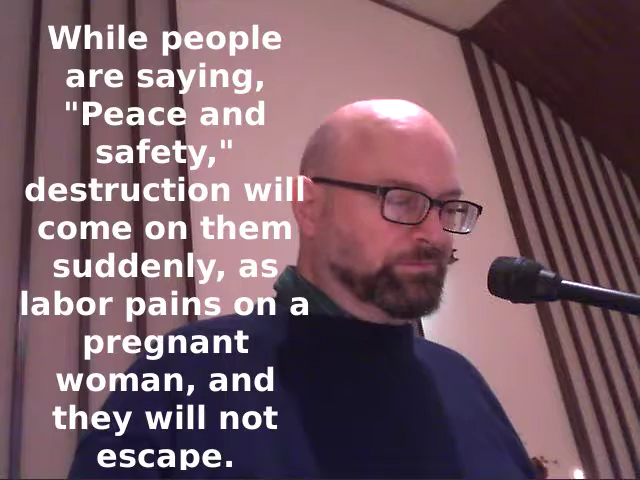 While people
are saying,
"Peace and
safety,"
destruction will
come on them
suddenly, as
labor pains on a
pregnant
woman, and
they will not
escape.